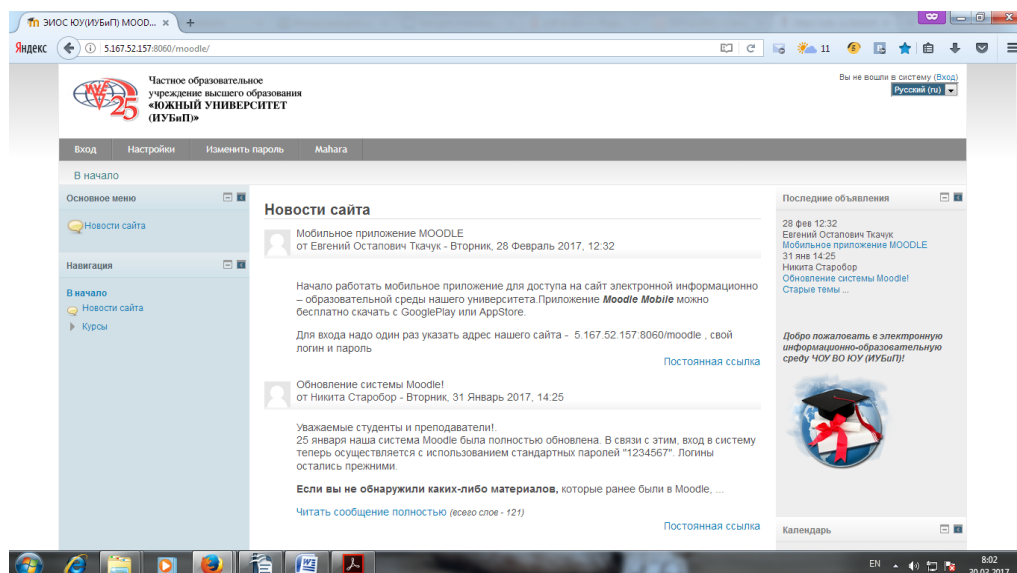 ЭИОС ЮУ(ИУБиП) MOOD...
Яндекс
5.167.52.157:8060/moodle/
11
6
Частное образовательное
учреждение высшего образования
«ЮЖНЫЙ УНИВЕРСИТЕТ
(ИУБиП)»
25
Вы не вошли в систему (Вход)
Русский (ru)
Вход Настройки Изменить пароль Mahara
В начало
Основное меню
Новости сайта
Навигация
В начало
Новости сайта
Курсы
Новости сайта
Мобильное приложение MOODLE
от Евгений Остапович Ткачук - Вторник, 28 Февраль 2017, 12:32
Начало работать мобильное приложение для доступа на сайт электронной информационно
– образовательной среды нашего университета.Приложение Moodle Mobile можно
бесплатно скачать с GooglePlay или AppStore.
Для входа надо один раз указать адрес нашего сайта - 5.167.52.157:8060/moodle , свой
логин и пароль
Постоянная ссылка
Обновление системы Moodle!
от Никита Старобор - Вторник, 31 Январь 2017, 14:25
Уважаемые студенты и преподаватели!.
25 января наша система Moodle была полностью обновлена. В связи с этим, вход в систему
теперь осуществляется с использованием стандартных паролей "1234567". Логины
остались прежними.
Если вы не обнаружили каких-либо материалов, которые ранее были в Moodle, ...
Читать сообщение полностью (всего слов - 121)
Постоянная ссылка
Последние объявления
28 фев 12:32
Евгений Остапович Ткачук
Мобильное приложение MOODLE
31 янв 14:25
Никита Старобор
Обновление системы Moodle!
Старые темы ...
Добро пожаловать в электронную
информационно-образовательную
среду ЧОУ ВО ЮУ (ИУБиП)!
Календарь
EN
8:02
30.03.2017